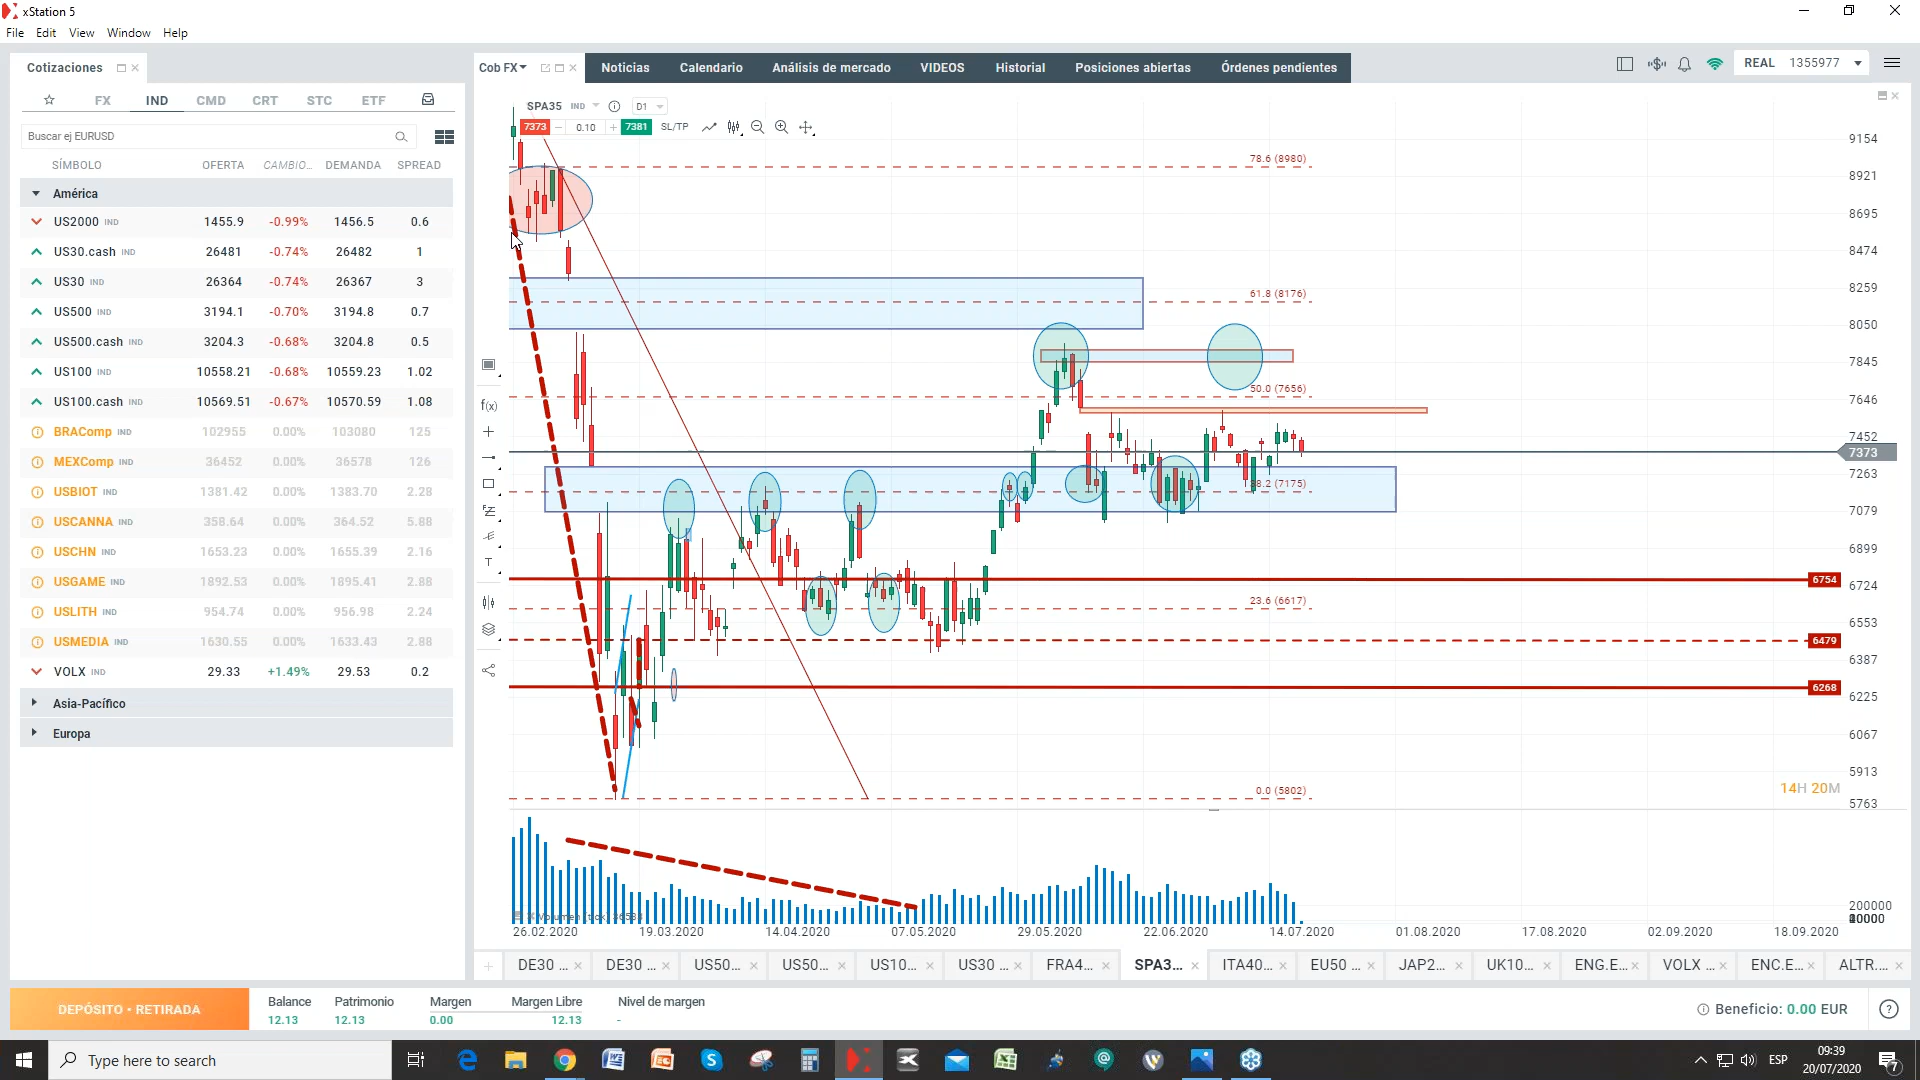 xStation 5
File Edit View Window Help
Cotizaciones
Cob FX Noticias Calendario Análisis de mercado VIDEOS Historial Posiciones abiertas Órdenes pendientes
REAL 1355977
FX IND CMD CRT STC ETF
Buscar ej EURUSD
SÍMBOLO OFERTA CAMBIO... DEMANDA SPREAD
América
US2000 IND 1455.9 -0.99% 1456.5 0.6
US30.cash IND 26481 -0.74% 26482 1
US30 IND 26364 -0.74% 26367 3
US500 IND 3194.1 -0.70% 3194.8 0.7
US500.cash IND 3204.3 -0.68% 3204.8 0.5
US100 IND 10558.21 -0.68% 10559.23 1.02
US100.cash IND 10569.51 -0.67% 10570.59 1.08
BRAComp IND 102955 0.00% 103080 125
MEXComp IND 36452 0.00% 36578 126
USBIOT IND 1381.42 0.00% 1383.70 2.28
USCANNA IND 358.64 0.00% 364.52 5.88
USCHN IND 1653.23 0.00% 1655.39 2.16
USGAME IND 1892.53 0.00% 1895.41 2.88
USLITH IND 954.74 0.00% 956.98 2.24
USMEDIA IND 1630.55 0.00% 1633.43 2.88
VOLX IND 29.33 +1.49% 29.53 0.2
Asia-Pacífico
Europa
SPA35 IND D1
7373 0.10 7381 SL/TP
f(x)
T
78.6 (8980)
61.8 (8176)
50.0 (7656)
38.2 (7175)
23.6 (6617)
0.0 (5802)
9154
8921
8695
8474
8259
8050
7845
7646
7452
7373
7263
7079
6899
6754
6724
6553
6479
6387
6268
6225
6067
5913
14H 20M
5763
200000
26.02.2020 19.03.2020 14.04.2020 07.05.2020 29.05.2020 22.06.2020 14.07.2020 01.08.2020 17.08.2020 02.09.2020 18.09.2020
DE30 ... DE30 ... US50... US50... US10... US30 ... FRA4... SPA3... ITA40... EU50 ... JAP2... UK10... ENG.E... VOLX ... ENC.E... ALTR....
DEPÓSITO • RETIRADA
Balance Patrimonio Margen Margen Libre Nivel de margen
12.13 12.13 0.00 12.13 -
Beneficio: 0.00 EUR
Type here to search
ESP
09:39
20/07/2020
7